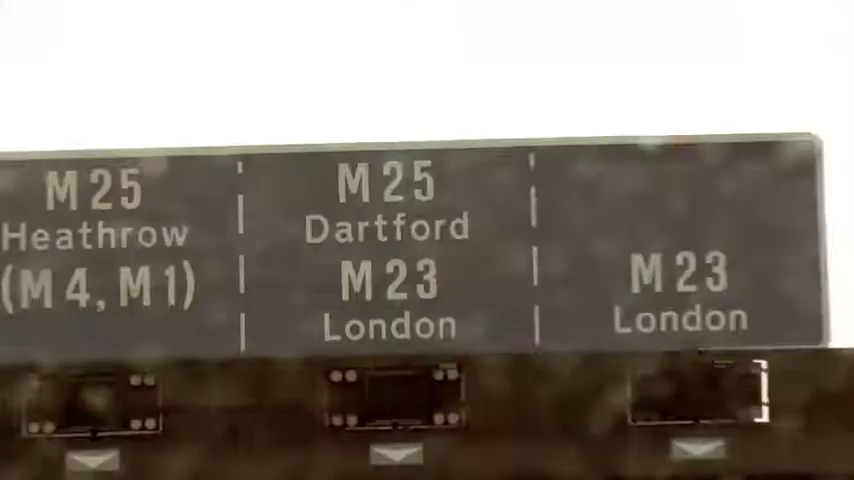 M25
Heathrow
(M4, M1)
M25
Dartford
M23
London
M23
London